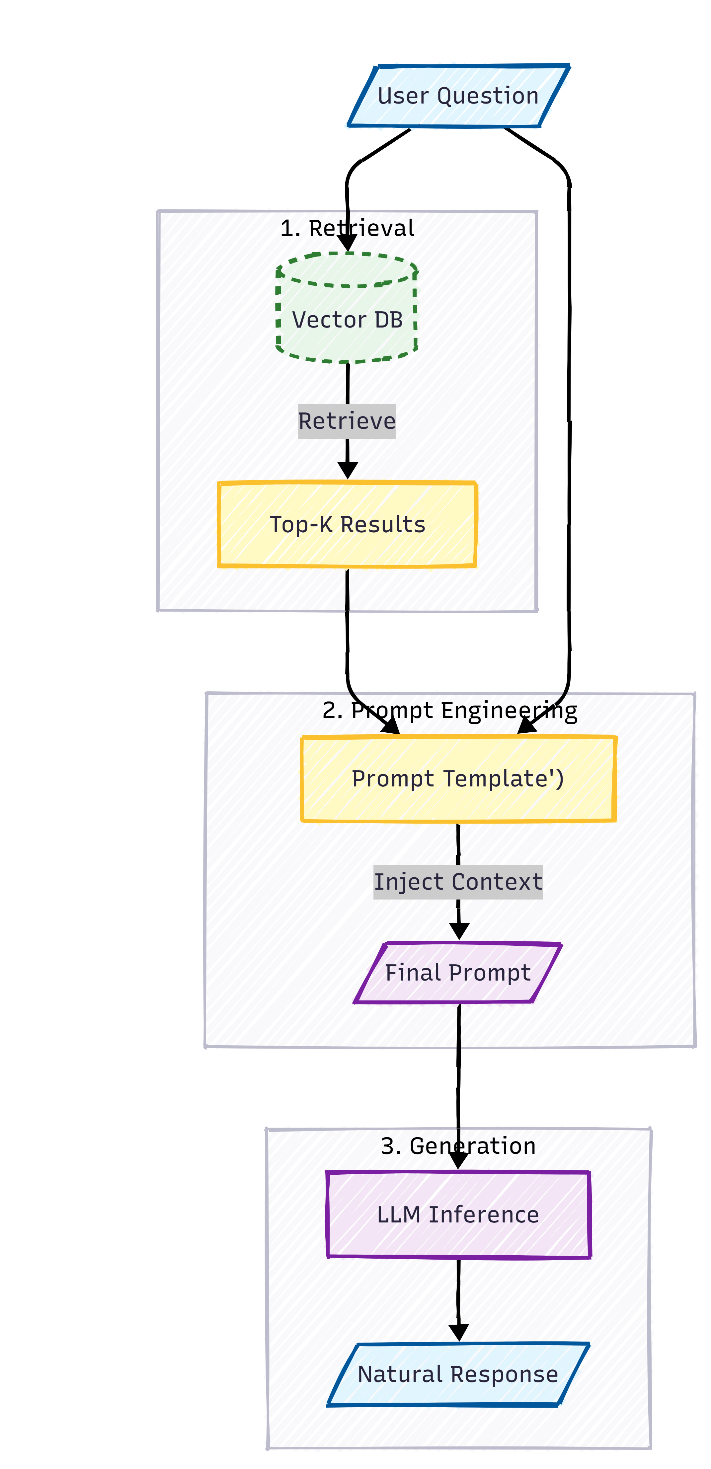 User Question
1. Retrieval
Vector DB
Retrieve
Top-K Results
2. Prompt Engineering
Prompt Template')
Inject Context
Final Prompt
3. Generation
LLM Inference
Natural Response